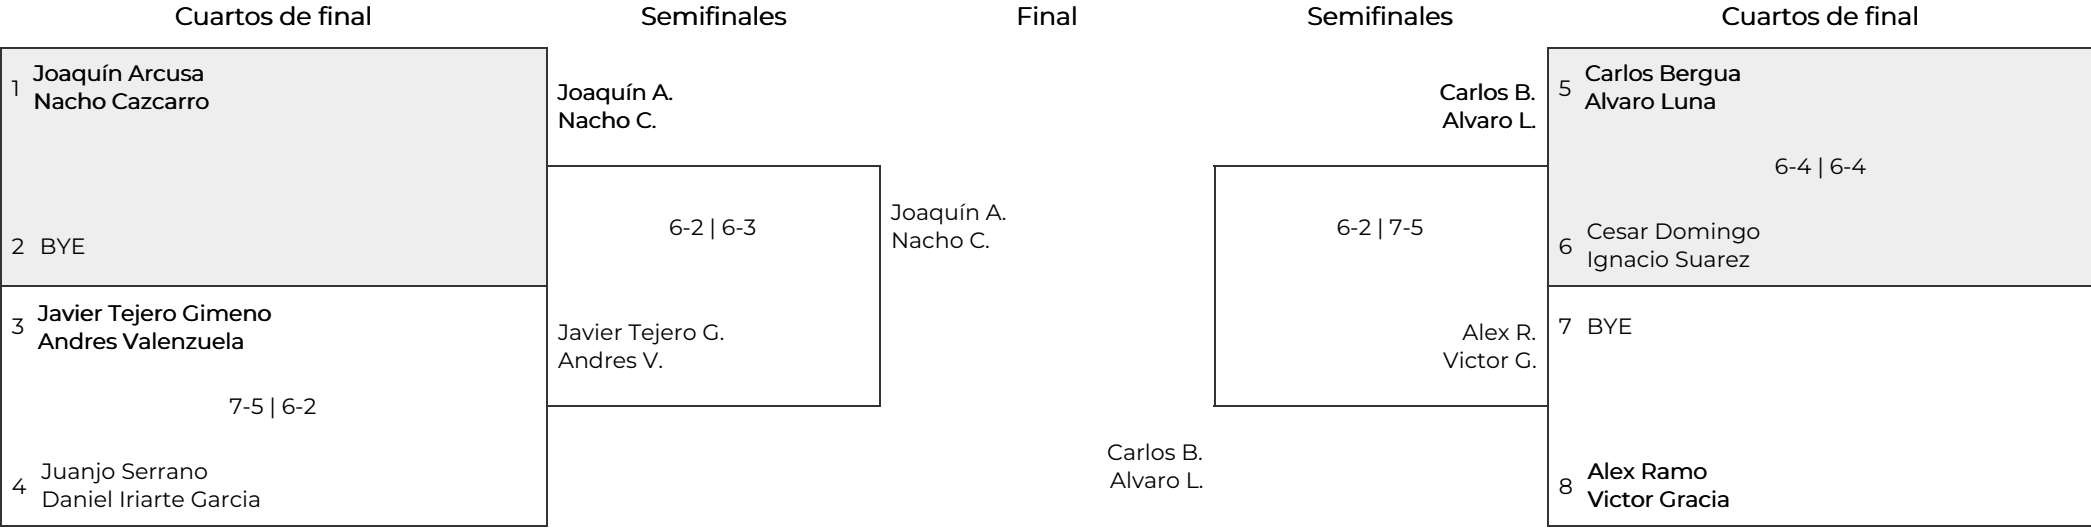 Cuartos de final
Semifinales
Final
Semifinales
Cuartos de final
1
Joaquín Arcusa
Nacho Cazcarro
2 BYE
3
Javier Tejero Gimeno
Andres Valenzuela
7-5 | 6-2
4
Juanjo Serrano
Daniel Iriarte Garcia
Joaquín A.
Nacho C.
6-2 | 6-3
Javier Tejero G.
Andres V.
Joaquín A.
Nacho C.
Carlos B.
Alvaro L.
Carlos B.
Alvaro L.
6-2 | 7-5
Alex R.
Victor G.
5
Carlos Bergua
Alvaro Luna
6-4 | 6-4
6
Cesar Domingo
Ignacio Suarez
7 BYE
8
Alex Ramo
Victor Gracia